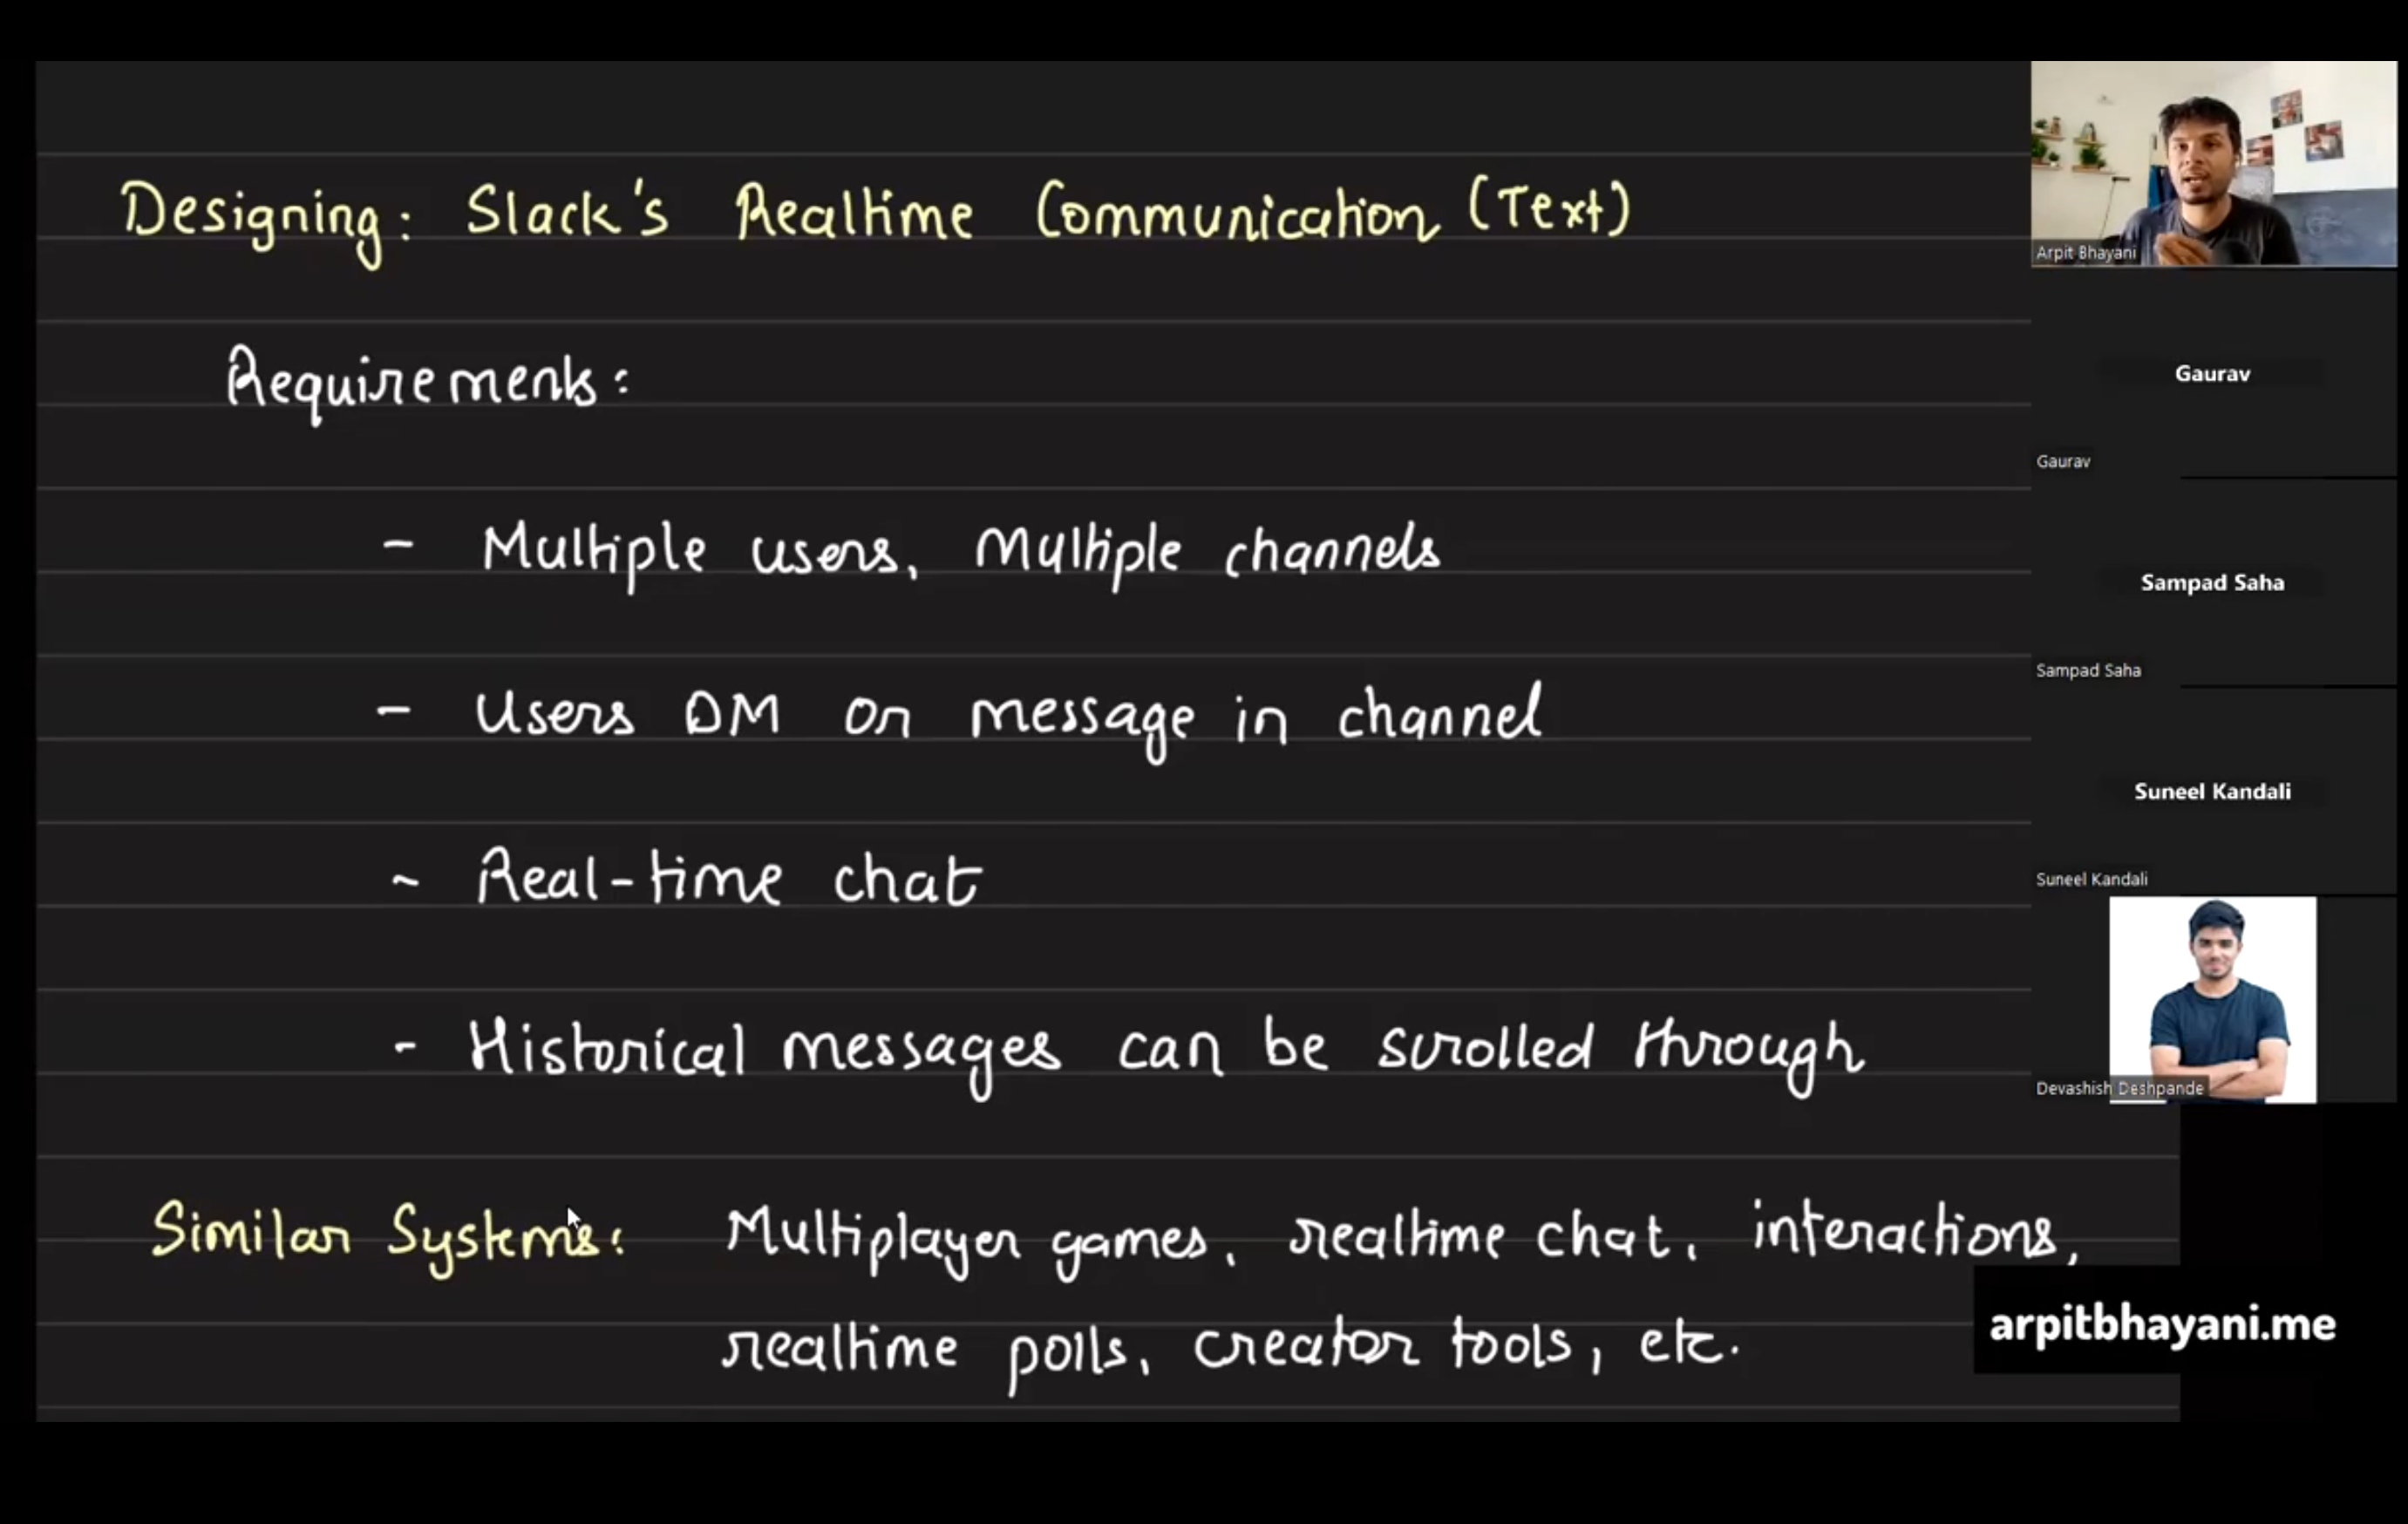 Designing: Slack's Realtime Communication (Text)
Requirements:
- Multiple users, Multiple channels
- Users DM or message in channel
~ Real-time chat
- Historical messages can be scrolled through
Similar Systems: Multiplayer games, realtime chat, interactions,
realtime polls, creator tools, etc.
Arpit Bhayani
Gaurav
Gaurav
Sampad Saha
Sampad Saha
Suneel Kandali
Suneel Kandali
Devashish Deshpande
arpitbhayani.me